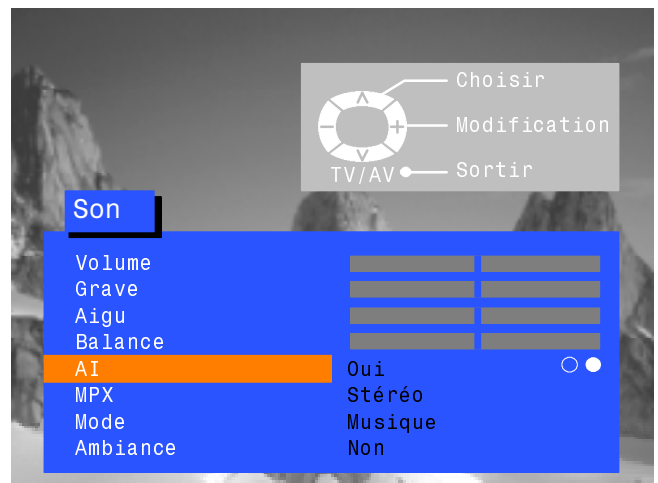 Choisir
Modification
TV/AV Sortir
Son
Volume
Grave
Aigu
Balance
AI Oui
MPX Stéréo
Mode Musique
Ambiance Non